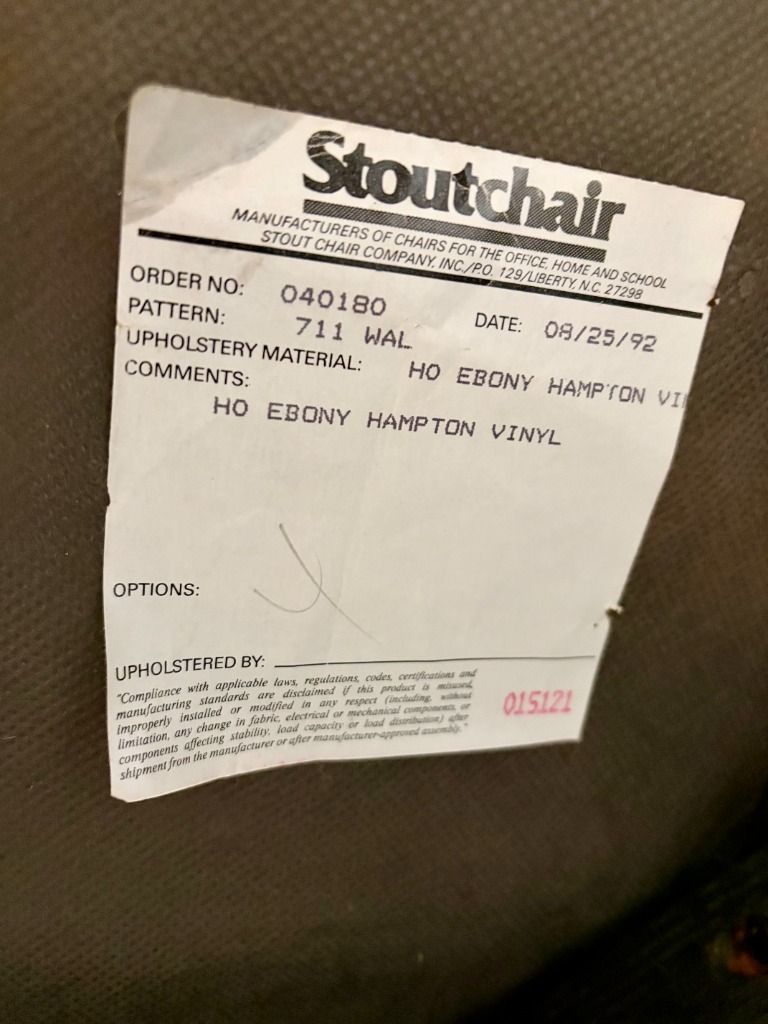 Stoutchair
MANUFACTURERS OF CHAIRS FOR THE OFFICE, HOME AND SCHOOL
STOUT CHAIR COMPANY, INC./P.O. 129/LIBERTY, N.C. 27298
ORDER NO: 040180
DATE: 08/25/92
PATTERN: 711 WAL
UPHOLSTERY MATERIAL: HO EBONY HAMPTON VI
COMMENTS:
HO EBONY HAMPTON VINYL
OPTIONS:
UPHOLSTERED BY:
"Compliance with applicable laws, regulations, codes, certifications and
manufacturing standards are disclaimed if this product is misused,
improperly installed or modified in any respect (including, without
limitation, any change in fabric, electrical or mechanical components, or
components affecting stability, load capacity or load distribution) after
shipment from the manufacturer or after manufacturer-approved assembly."
015121